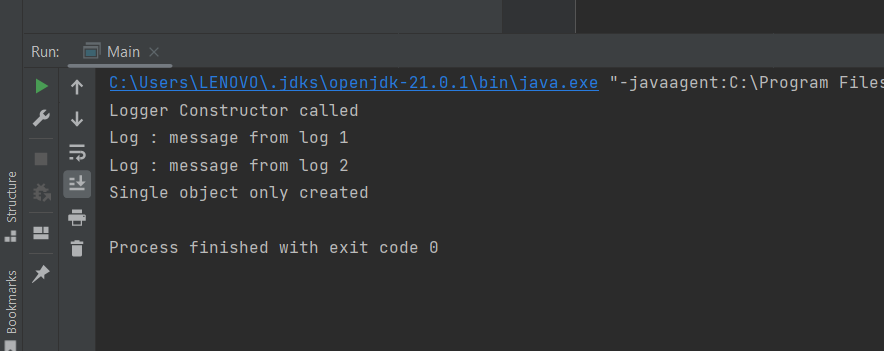 Run: Main
C:\Users\LENOVO\.jdks\openjdk-21.0.1\bin\java.exe "-javaagent:C:\Program Files
Logger Constructor called
Log : message from log 1
Log : message from log 2
Single object only created
Process finished with exit code 0
Structure
Bookmarks